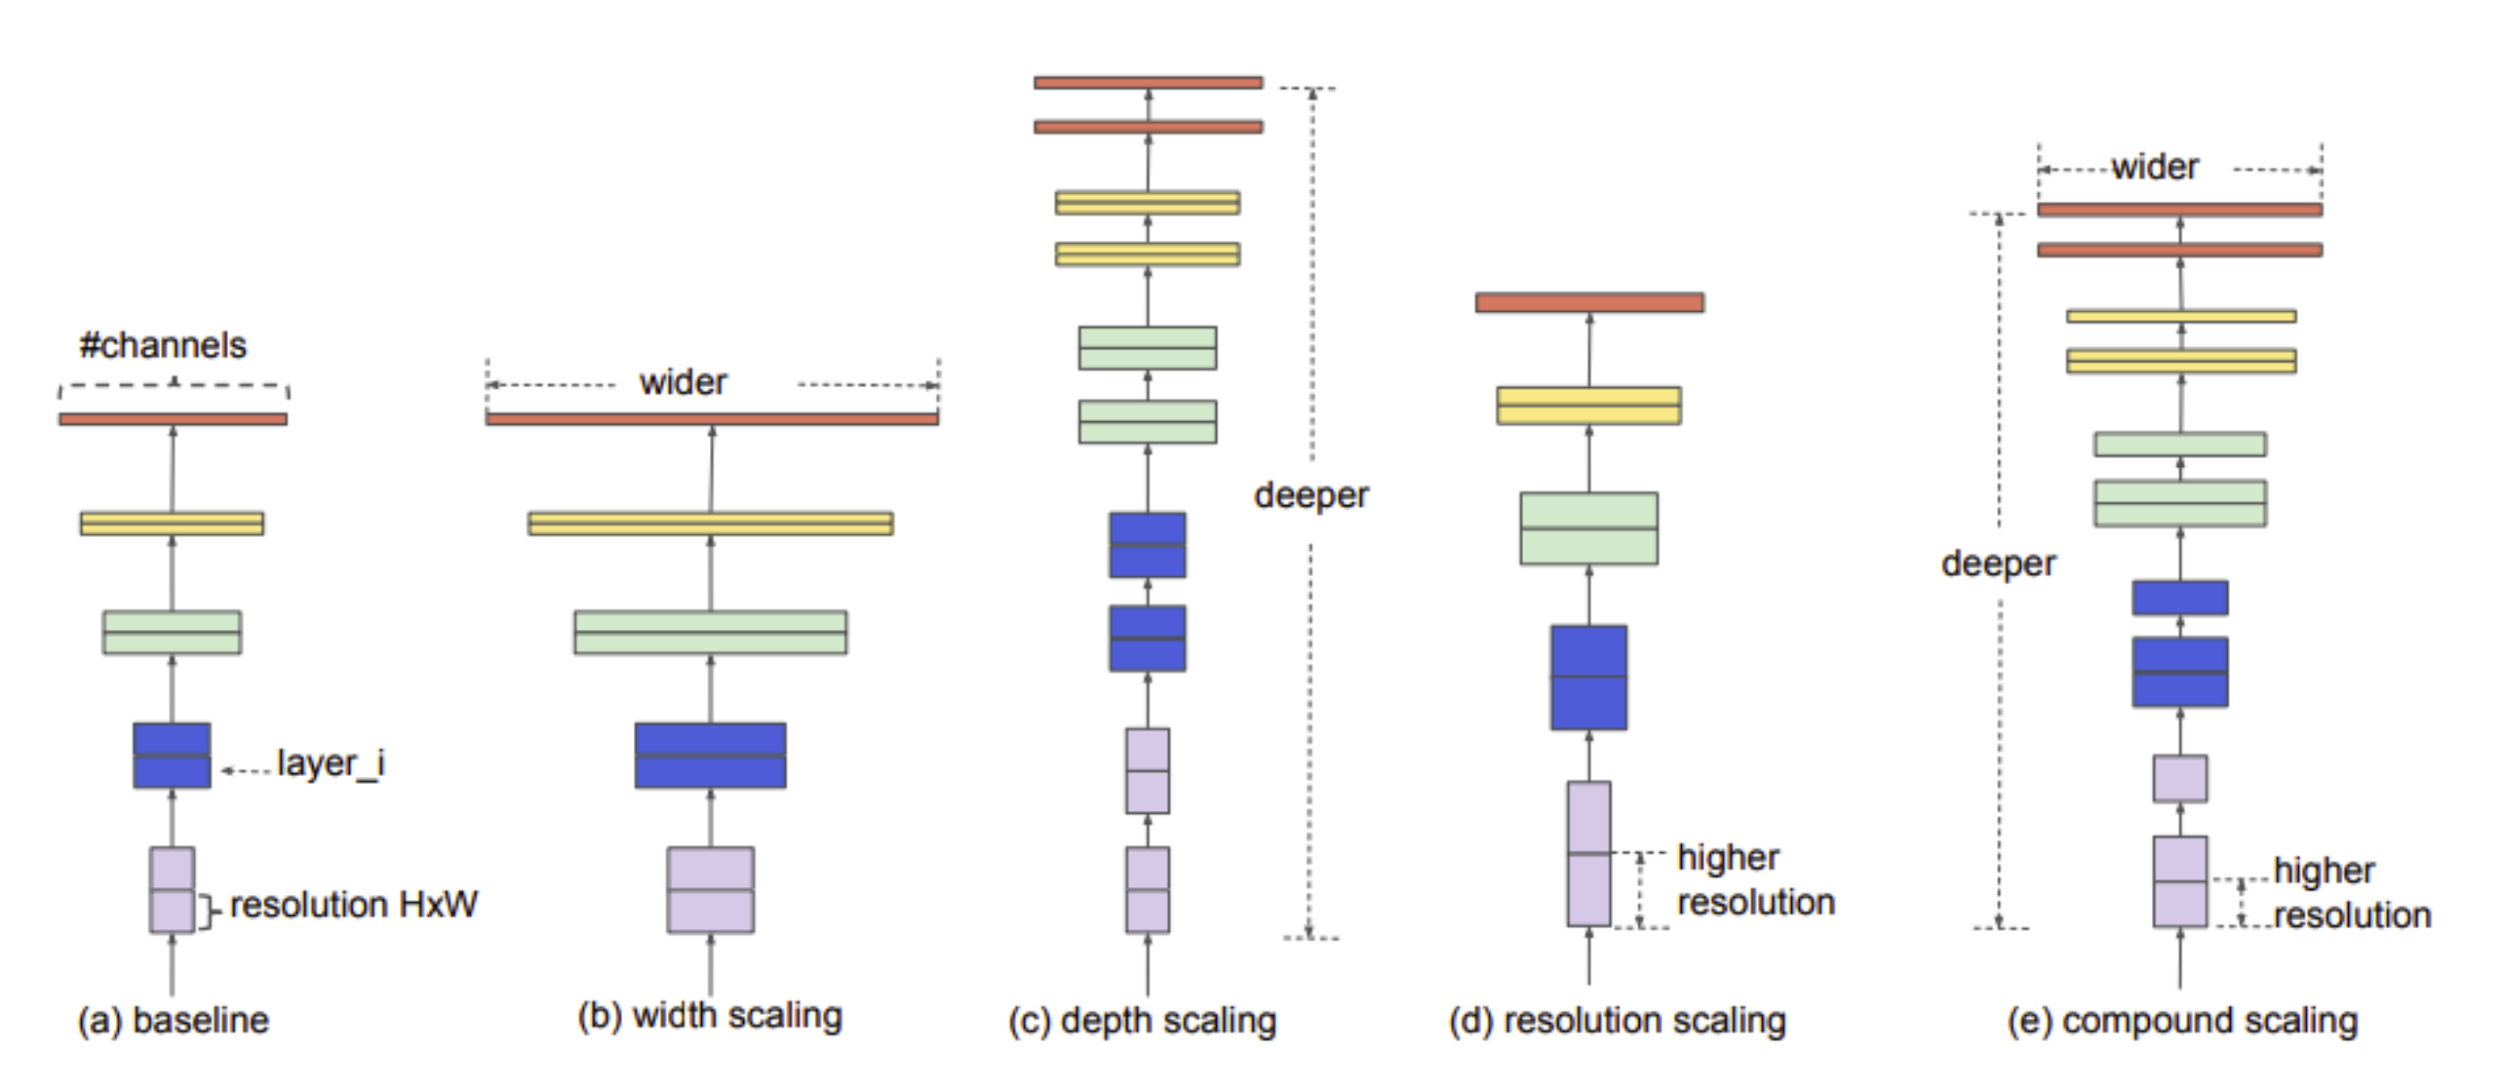 #channels
layer_i
resolution HxW
(a) baseline
wider
(b) width scaling
deeper
(c) depth scaling
higher
resolution
(d) resolution scaling
wider
deeper
higher
resolution
(e) compound scaling